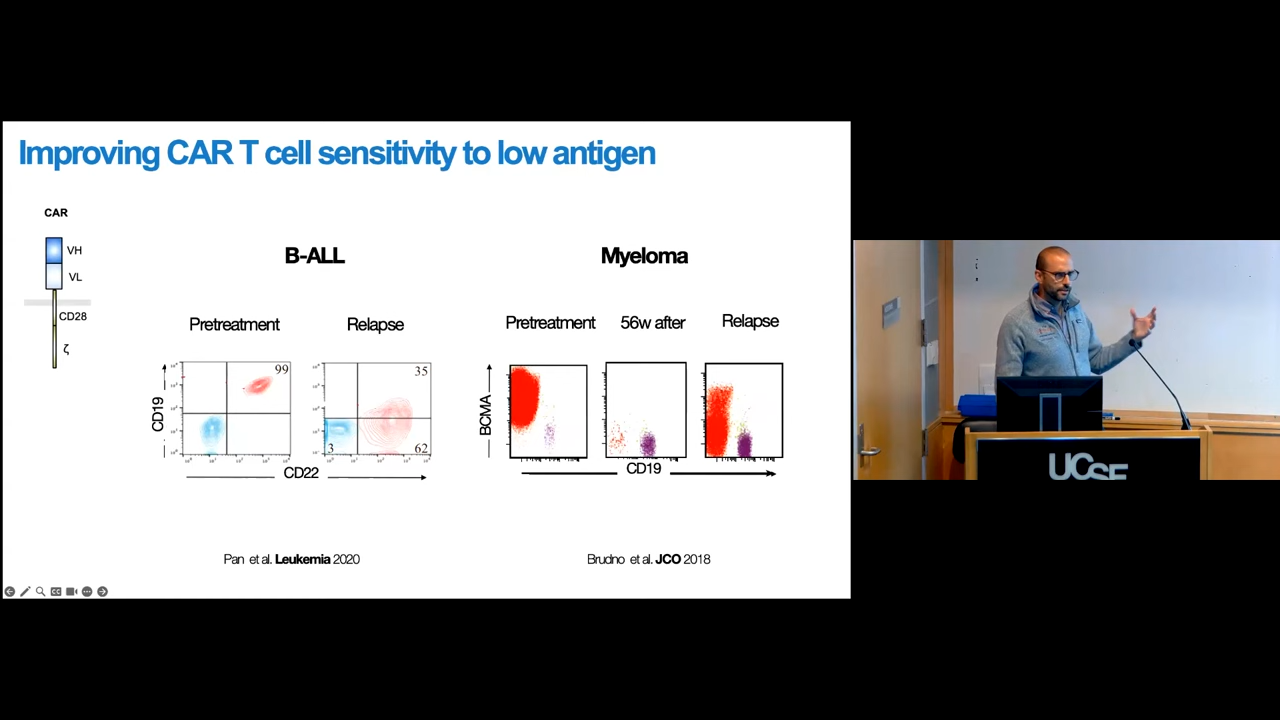 Improving CAR T cell sensitivity to low antigen
CAR
VH
VL
CD28
ζ
B-ALL
Pretreatment
Relapse
CD19
99
35
3
62
CD22
Pan et al. Leukemia 2020
Myeloma
Pretreatment
56w after
Relapse
BCMA
CD19
Brudno et al. JCO 2018
UCSF